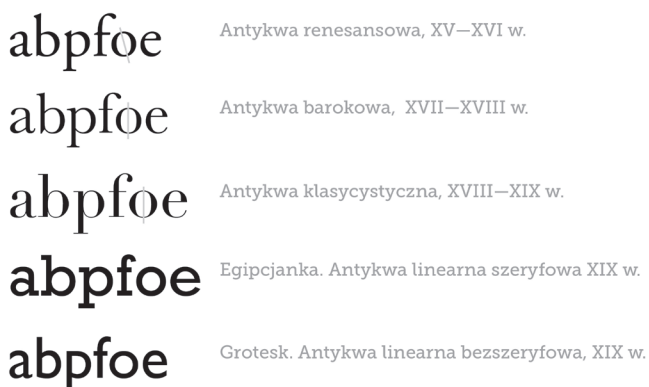 abpfoe Antykwa renesansowa, XV—XVI w.
abpfoe Antykwa barokowa, XVII—XVIII w.
abpfoe Antykwa klasycystyczna, XVIII—XIX w.
abpfoe Egipcjanka. Antykwa linearna szeryfowa XIX w.
abpfoe Grotesk. Antykwa linearna bezszeryfowa, XIX w.